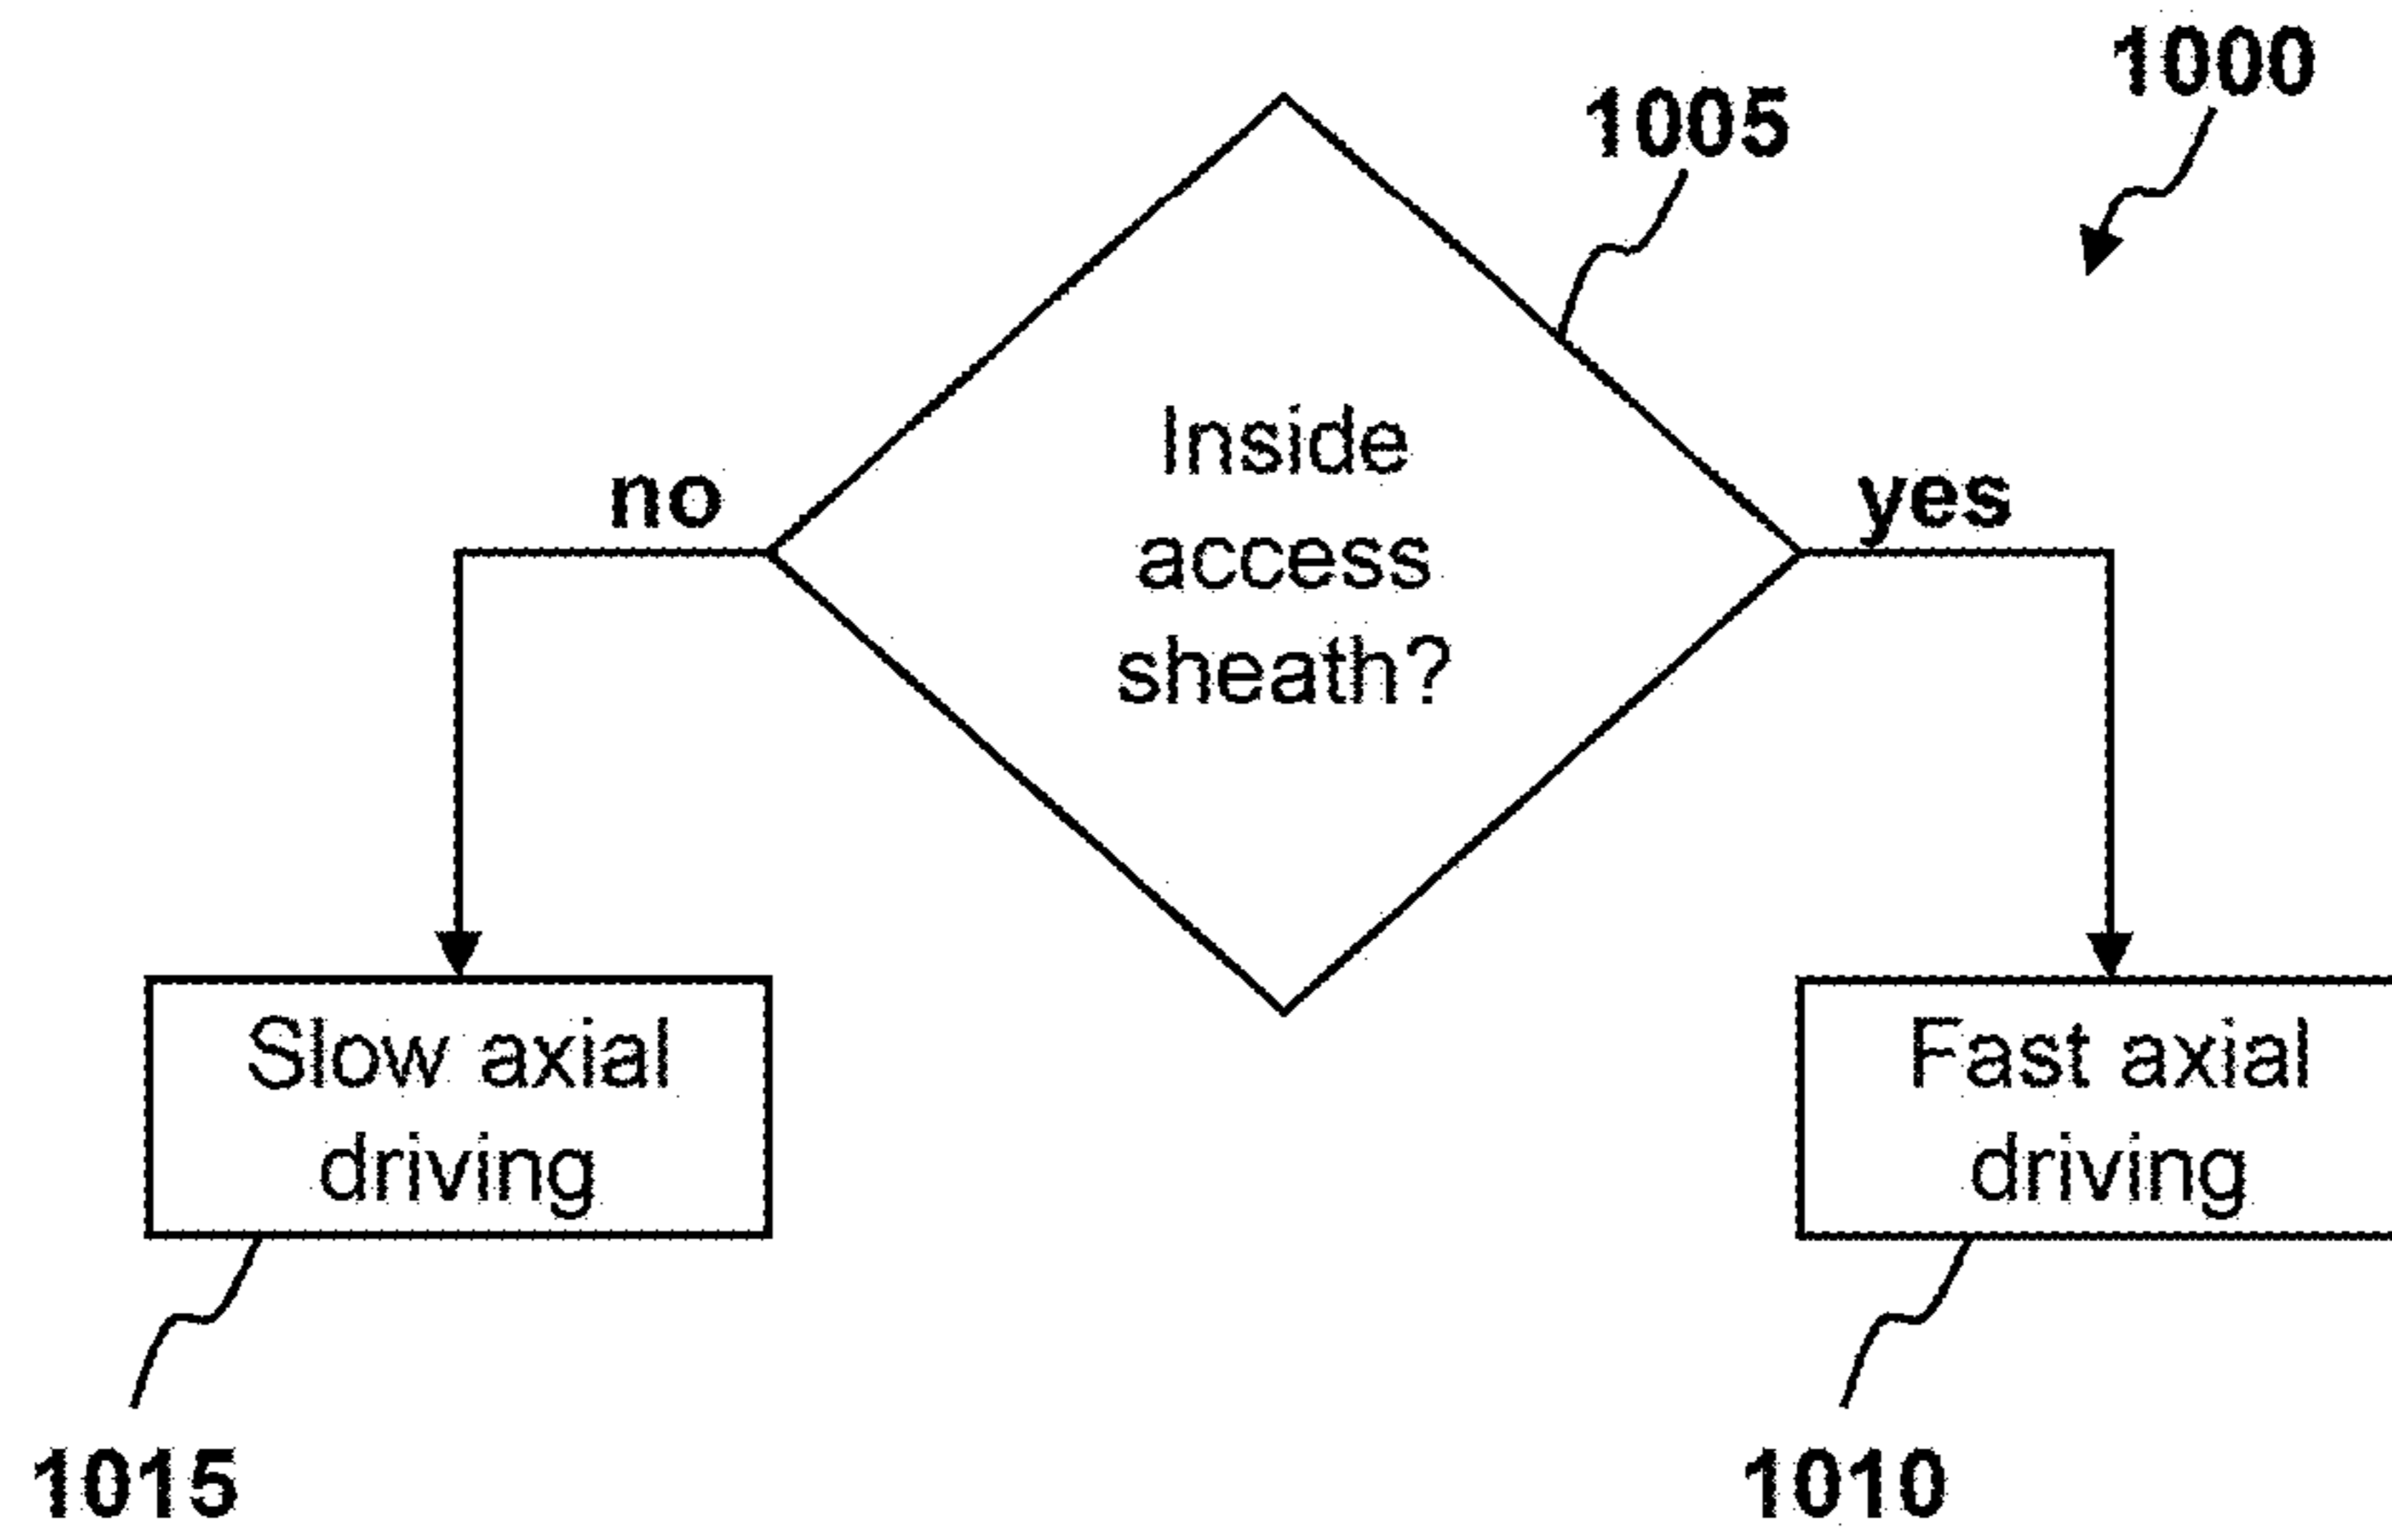 1000
1005
Inside
access
sheath?
no
yes
Slow axial
driving
Fast axial
driving
1015
1010